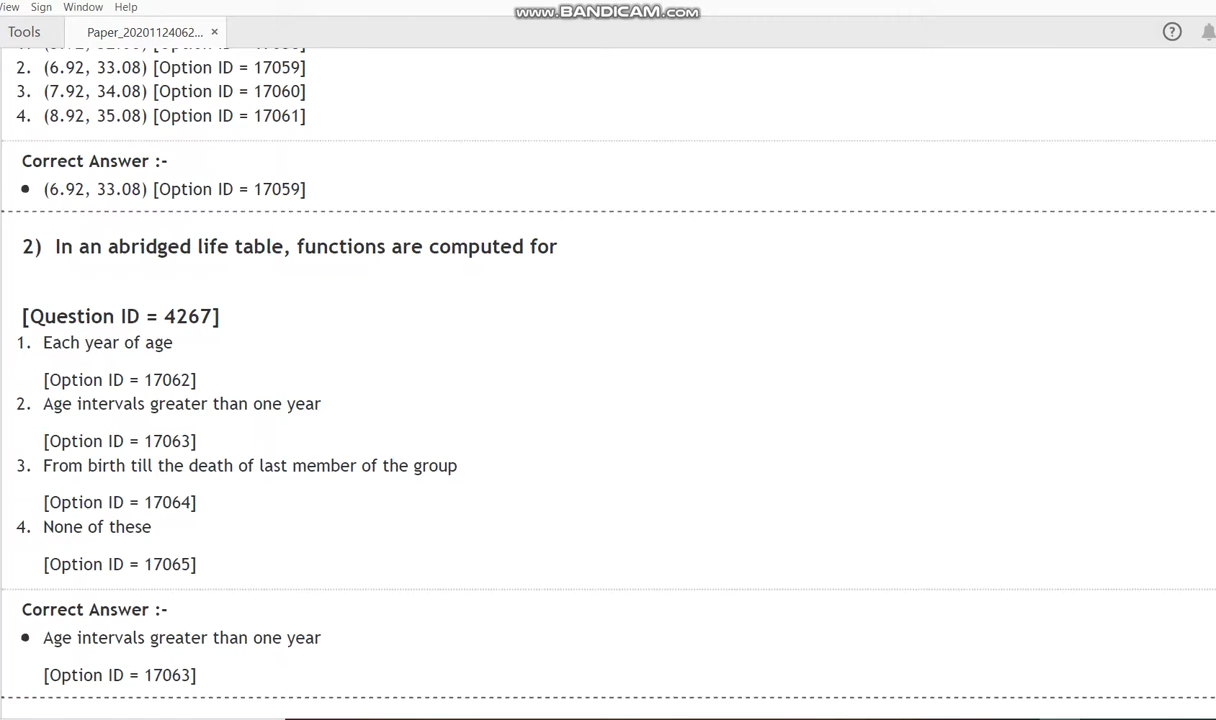 View Sign Window Help
www.BANDICAM.com
Tools Paper_20201124062... ×
2. (6.92, 33.08) [Option ID = 17059]
3. (7.92, 34.08) [Option ID = 17060]
4. (8.92, 35.08) [Option ID = 17061]
Correct Answer :-
• (6.92, 33.08) [Option ID = 17059]
2) In an abridged life table, functions are computed for
[Question ID = 4267]
1. Each year of age
[Option ID = 17062]
2. Age intervals greater than one year
[Option ID = 17063]
3. From birth till the death of last member of the group
[Option ID = 17064]
4. None of these
[Option ID = 17065]
Correct Answer :-
• Age intervals greater than one year
[Option ID = 17063]